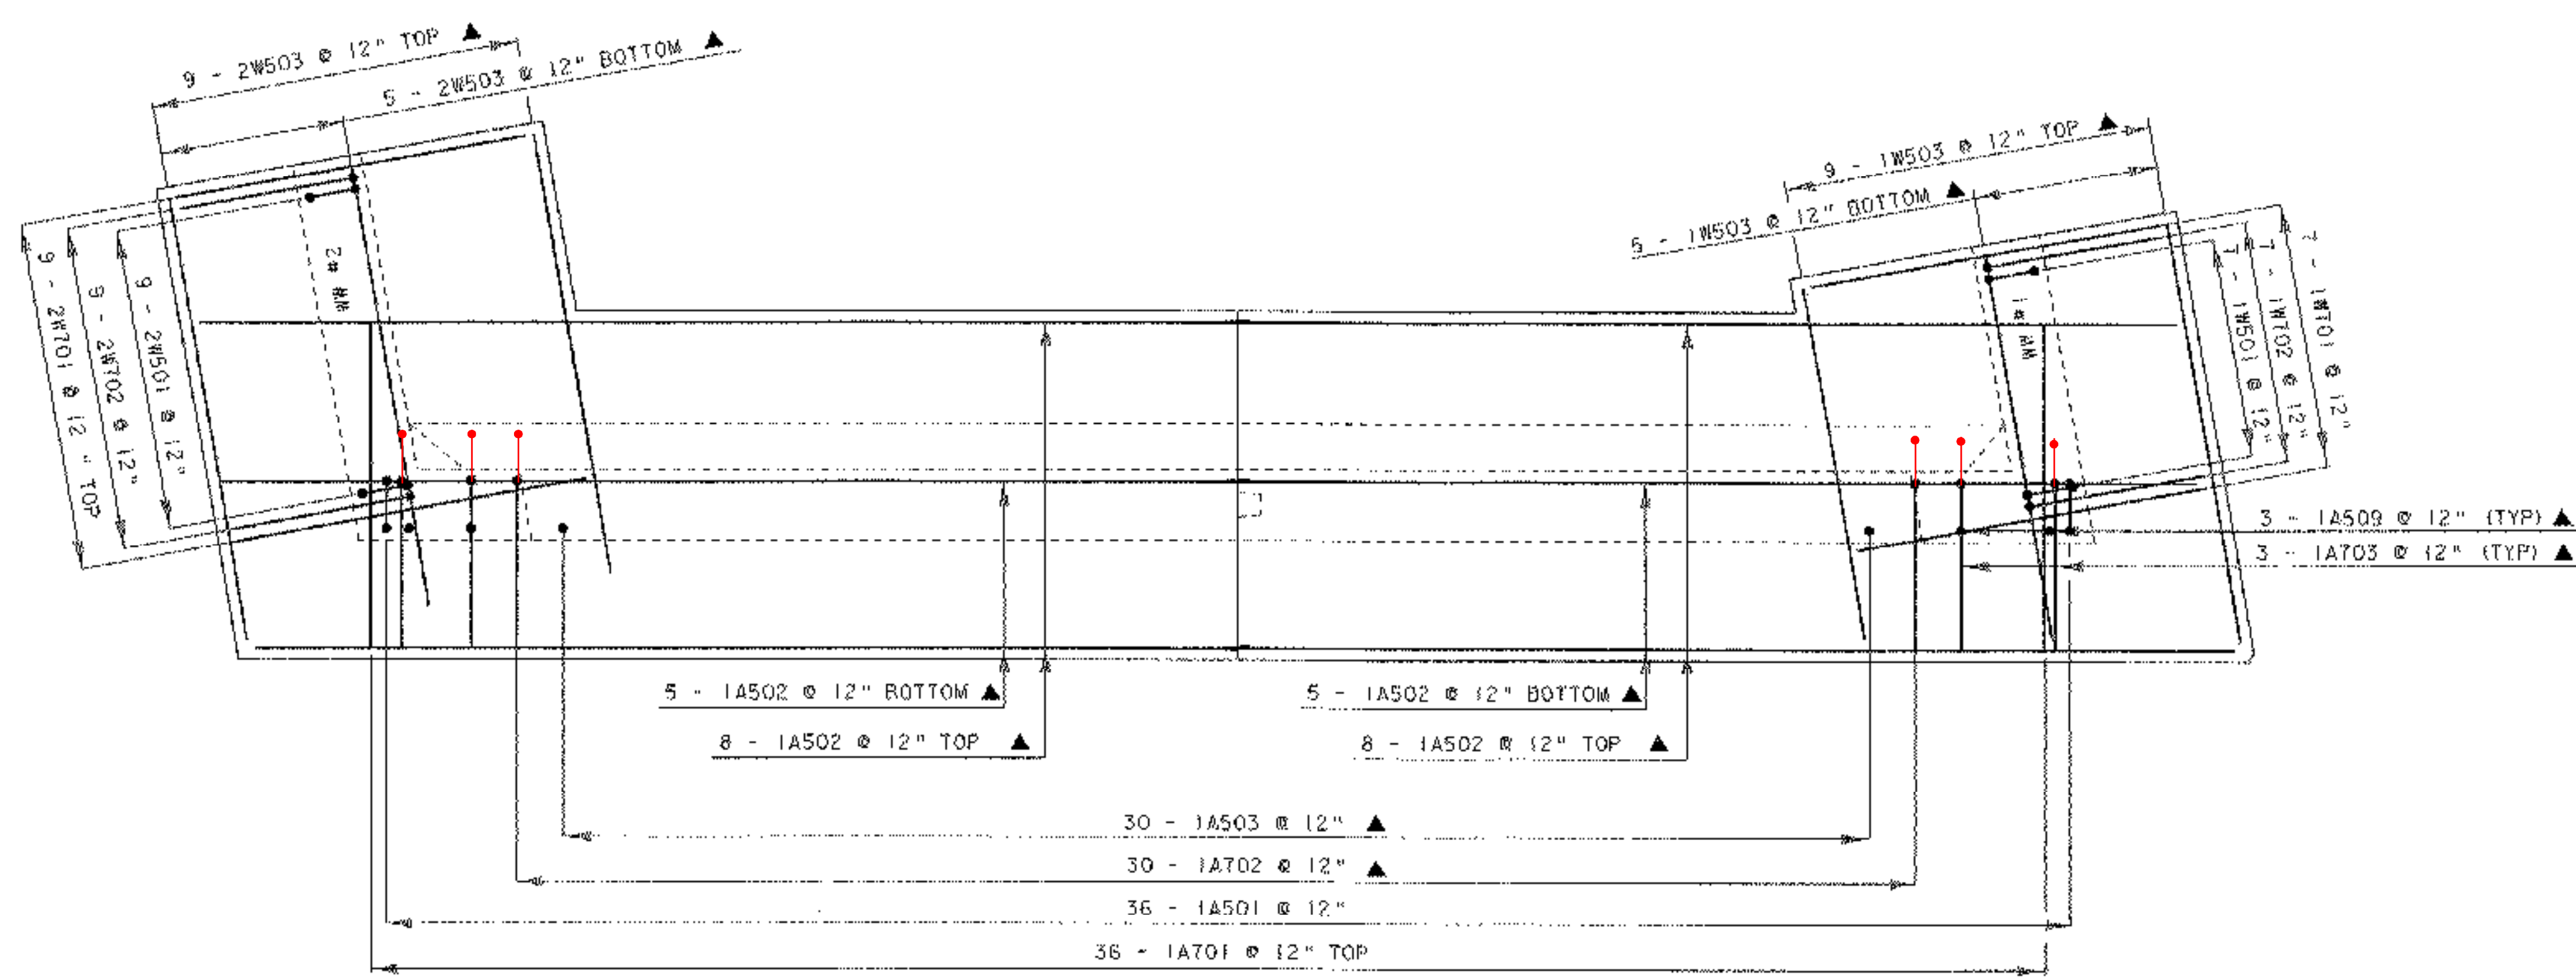 9 - 2W503 @ 12" TOP ▲
5 - 2W503 @ 12" BOTTOM ▲
9 - 1W503 @ 12" TOP ▲
5 - 1W503 @ 12" BOTTOM ▲
9 - 2W701 @ 12 " TOP
9 - 2W702 @ 12"
9 - 2W501 @ 12"
WW #2
WW #1
7 - 1W501 @ 12"
7 - 1W702 @ 12"
7 - 1W701 @ 12"
3 - 1A509 @ 12" (TYP) ▲
3 - 1A703 @ 12" (TYP) ▲
5 - 1A502 @ 12" BOTTOM ▲
5 - 1A502 @ 12" BOTTOM ▲
8 - 1A502 @ 12" TOP ▲
8 - 1A502 @ 12" TOP ▲
30 - 1A503 @ 12" ▲
30 - 1A702 @ 12" ▲
36 - 1A501 @ 12"
36 - 1A701 @ 12" TOP